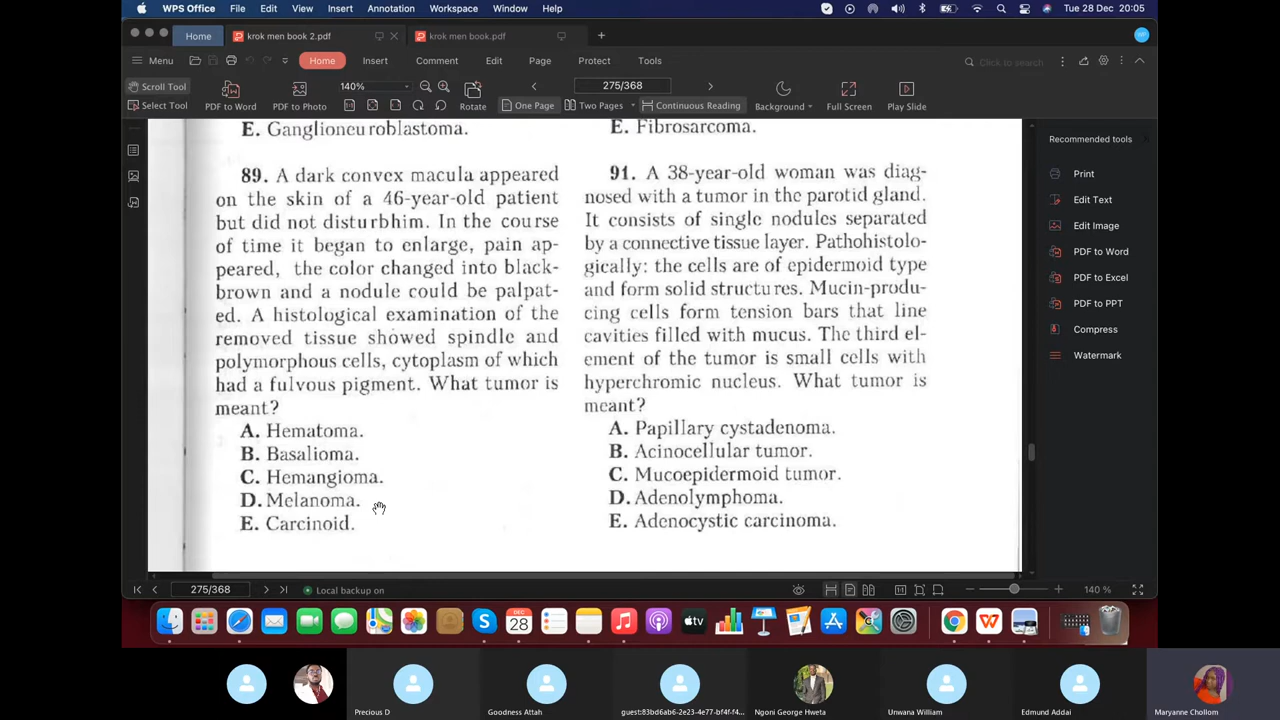 WPS Office File Edit View Insert Annotation Workspace Window Help Tue 28 Dec 20:05
Home krok men book 2.pdf krok men book.pdf
Menu Home Insert Comment Edit Page Protect Tools Click to search
Scroll Tool
Select Tool
PDF to Word
PDF to Photo
140%
Rotate
275/368
One Page
Two Pages
Continuous Reading
Background
Full Screen
Play Slide
E. Ganglioneuroblastoma.
89. A dark convex macula appeared
on the skin of a 46-year-old patient
but did not disturbhim. In the course
of time it began to enlarge, pain ap-
peared, the color changed into black-
brown and a nodule could be palpat-
ed. A histological examination of the
removed tissue showed spindle and
polymorphous cells, cytoplasm of which
had a fulvous pigment. What tumor is
meant?
A. Hematoma.
B. Basalioma.
C. Hemangioma.
D. Melanoma.
E. Carcinoid.
E. Fibrosarcoma.
91. A 38-year-old woman was diag-
nosed with a tumor in the parotid gland.
It consists of single nodules separated
by a connective tissue layer. Pathohistolo-
gically: the cells are of epidermoid type
and form solid structures. Mucin-produ-
cing cells form tension bars that line
cavities filled with mucus. The third el-
ement of the tumor is small cells with
hyperchromic nucleus. What tumor is
meant?
A. Papillary cystadenoma.
B. Acinocellular tumor.
C. Mucoepidermoid tumor.
D. Adenolymphoma.
E. Adenocystic carcinoma.
Recommended tools
Print
Edit Text
Edit Image
PDF to Word
PDF to Excel
PDF to PPT
Compress
Watermark
275/368 Local backup on 140 %
DEC
28
tv
Precious D
Goodness Attah
guest:83bd6ab6-2e23-4e77-bf4f-f4...
Ngoni George Hweta
Unwana William
Edmund Addai
Maryanne Chollom